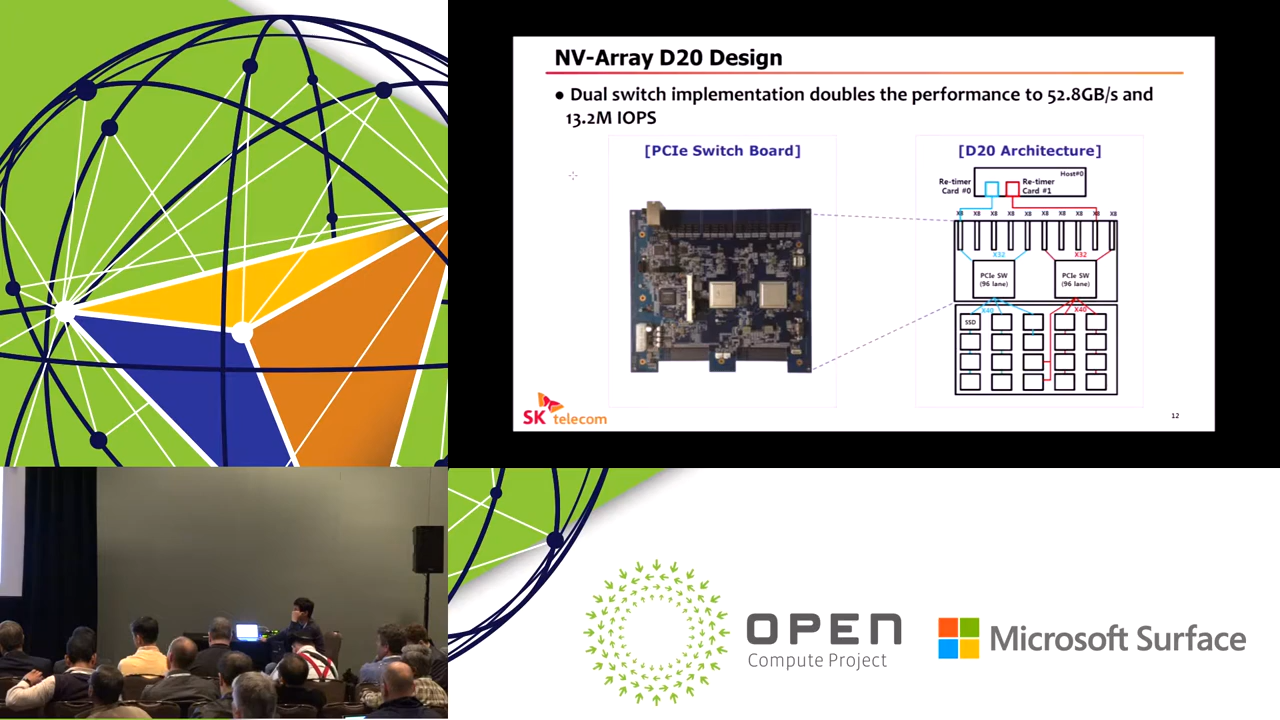 NV-Array D20 Design
● Dual switch implementation doubles the performance to 52.8GB/s and
13.2M IOPS
[PCIe Switch Board]
[D20 Architecture]
Host#0
Re-timer
Card #0
Re-timer
Card #1
X8 X8 X8 X8 X8 X8 X8 X8 X8 X8
X32 X32
PCIe SW
(96 lane)
PCIe SW
(96 lane)
X40 X40
SSD
SK telecom
12
OPEN
Compute Project
Microsoft Surface